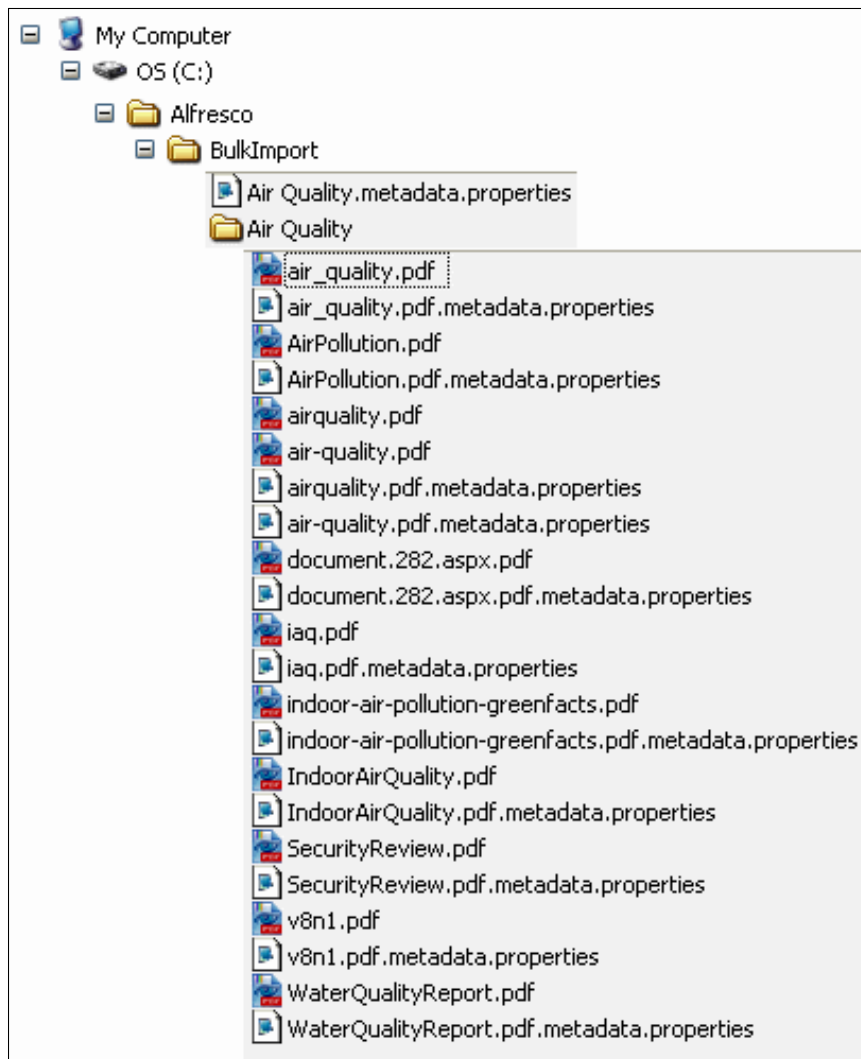 My Computer
OS (C:)
Alfresco
BulkImport
Air Quality.metadata.properties
Air Quality
air_quality.pdf
air_quality.pdf.metadata.properties
AirPollution.pdf
AirPollution.pdf.metadata.properties
airquality.pdf
air-quality.pdf
airquality.pdf.metadata.properties
air-quality.pdf.metadata.properties
document.282.aspx.pdf
document.282.aspx.pdf.metadata.properties
iaq.pdf
iaq.pdf.metadata.properties
indoor-air-pollution-greenfacts.pdf
indoor-air-pollution-greenfacts.pdf.metadata.properties
IndoorAirQuality.pdf
IndoorAirQuality.pdf.metadata.properties
SecurityReview.pdf
SecurityReview.pdf.metadata.properties
v8n1.pdf
v8n1.pdf.metadata.properties
WaterQualityReport.pdf
WaterQualityReport.pdf.metadata.properties